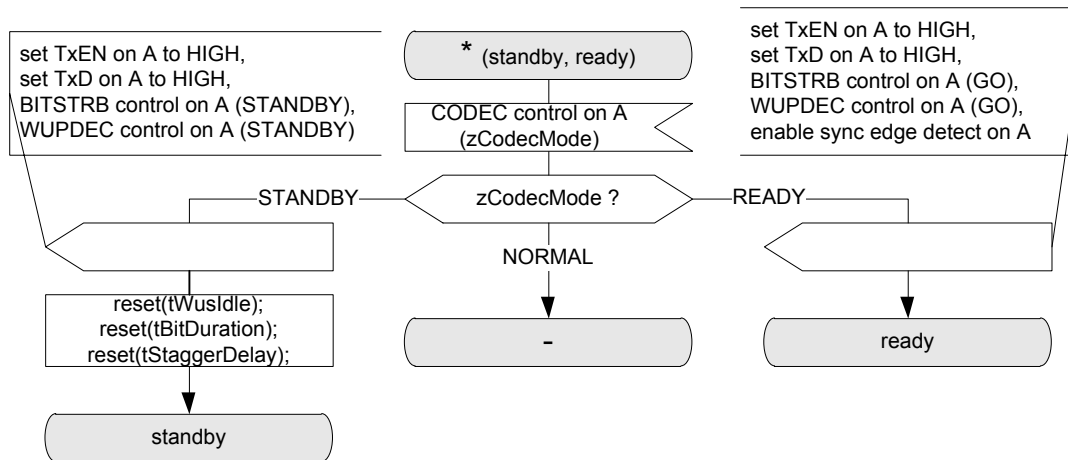 set TxEN on A to HIGH,
set TxD on A to HIGH,
BITSTRB control on A (STANDBY),
WUPDEC control on A (STANDBY)
* (standby, ready)
set TxEN on A to HIGH,
set TxD on A to HIGH,
BITSTRB control on A (GO),
WUPDEC control on A (GO),
enable sync edge detect on A
CODEC control on A
(zCodecMode)
STANDBY
zCodecMode ?
READY
NORMAL
reset(tWusIdle);
reset(tBitDuration);
reset(tStaggerDelay);
-
ready
standby